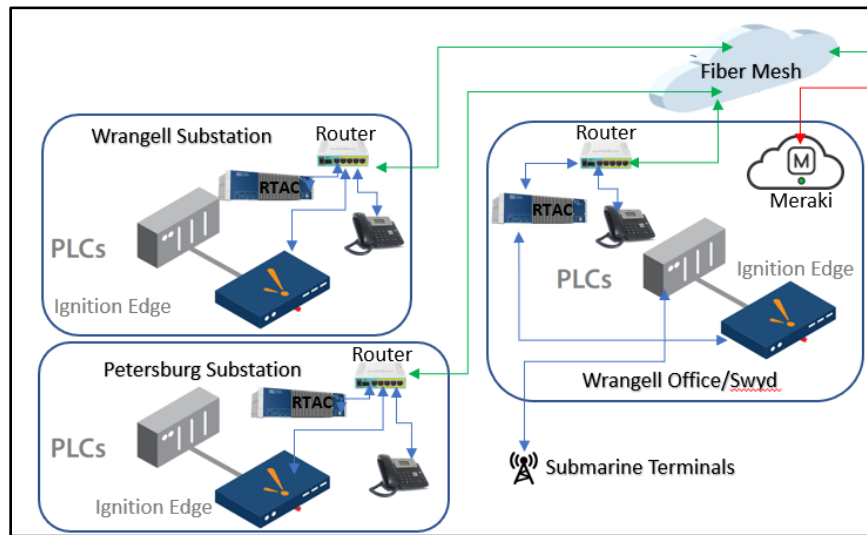 Fiber Mesh
Wrangell Substation
Router
RTAC
PLCs
Ignition Edge
Router
RTAC
PLCs
M
Meraki
Ignition Edge
Wrangell Office/Swyd
Petersburg Substation
Router
RTAC
PLCs
Ignition Edge
Submarine Terminals